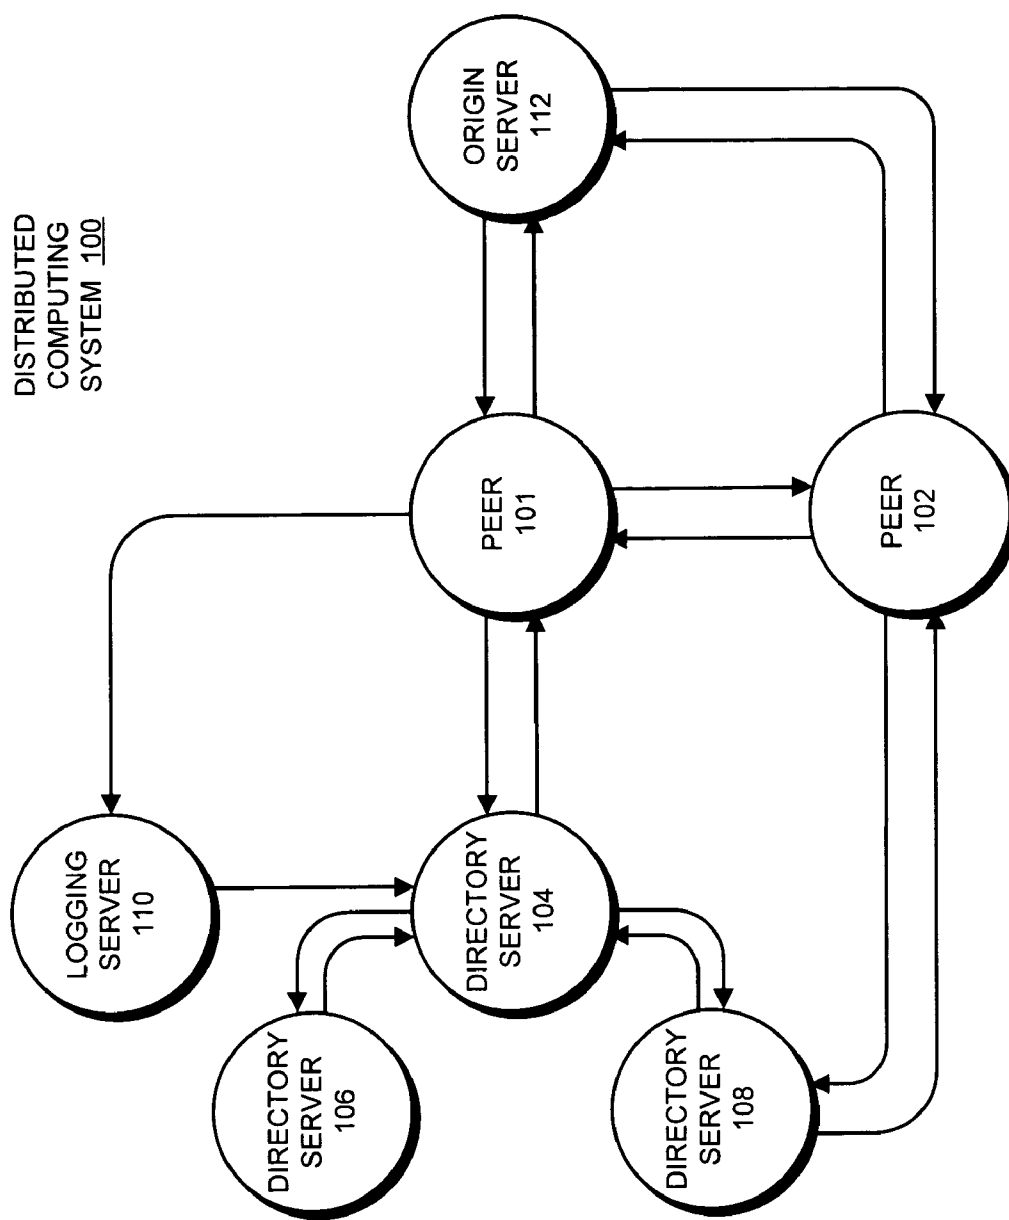 DISTRIBUTED
COMPUTING
SYSTEM 100
LOGGING
SERVER
110
DIRECTORY
SERVER
106
DIRECTORY
SERVER
104
DIRECTORY
SERVER
108
PEER
101
PEER
102
ORIGIN
SERVER
112